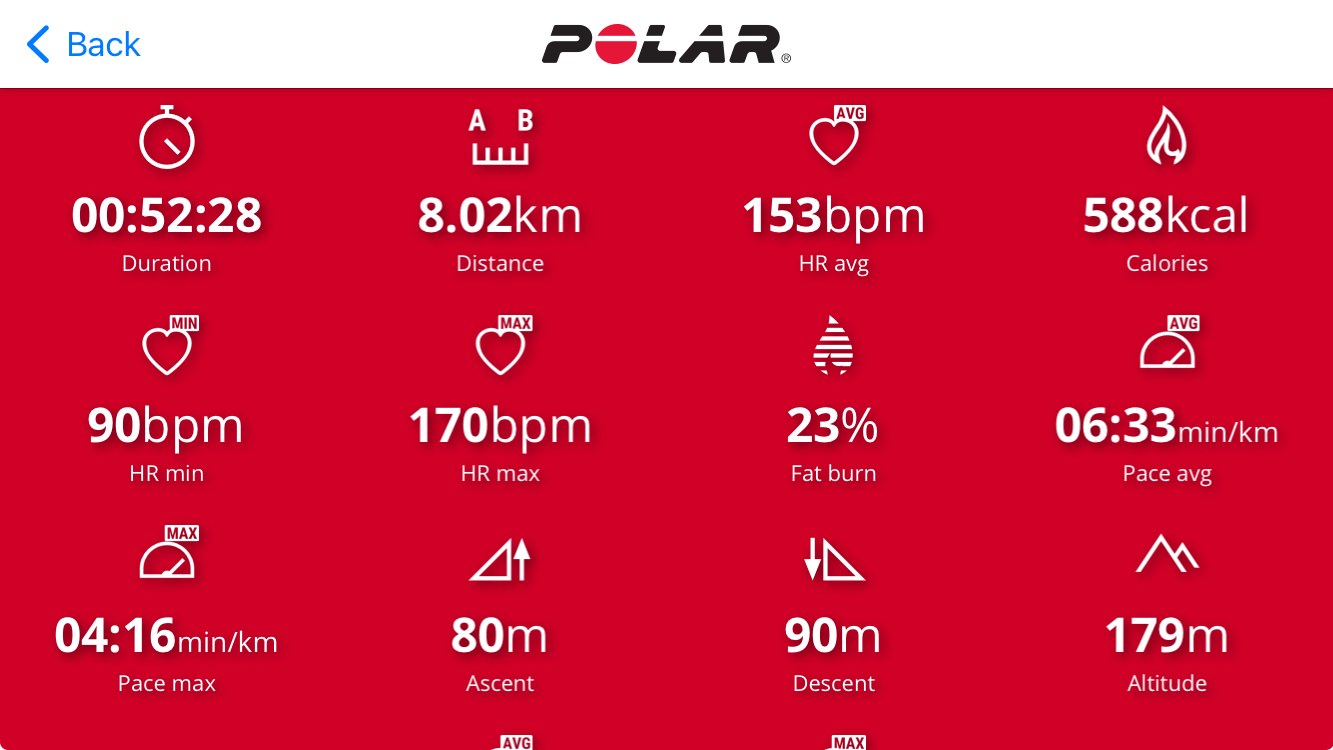 Back
POLAR®
A B
AVG
00:52:28
8.02km
153bpm
588kcal
Duration
Distance
HR avg
Calories
MIN
MAX
AVG
90bpm
170bpm
23%
06:33min/km
HR min
HR max
Fat burn
Pace avg
MAX
04:16min/km
80m
90m
179m
Pace max
Ascent
Descent
Altitude
AVG
MAX